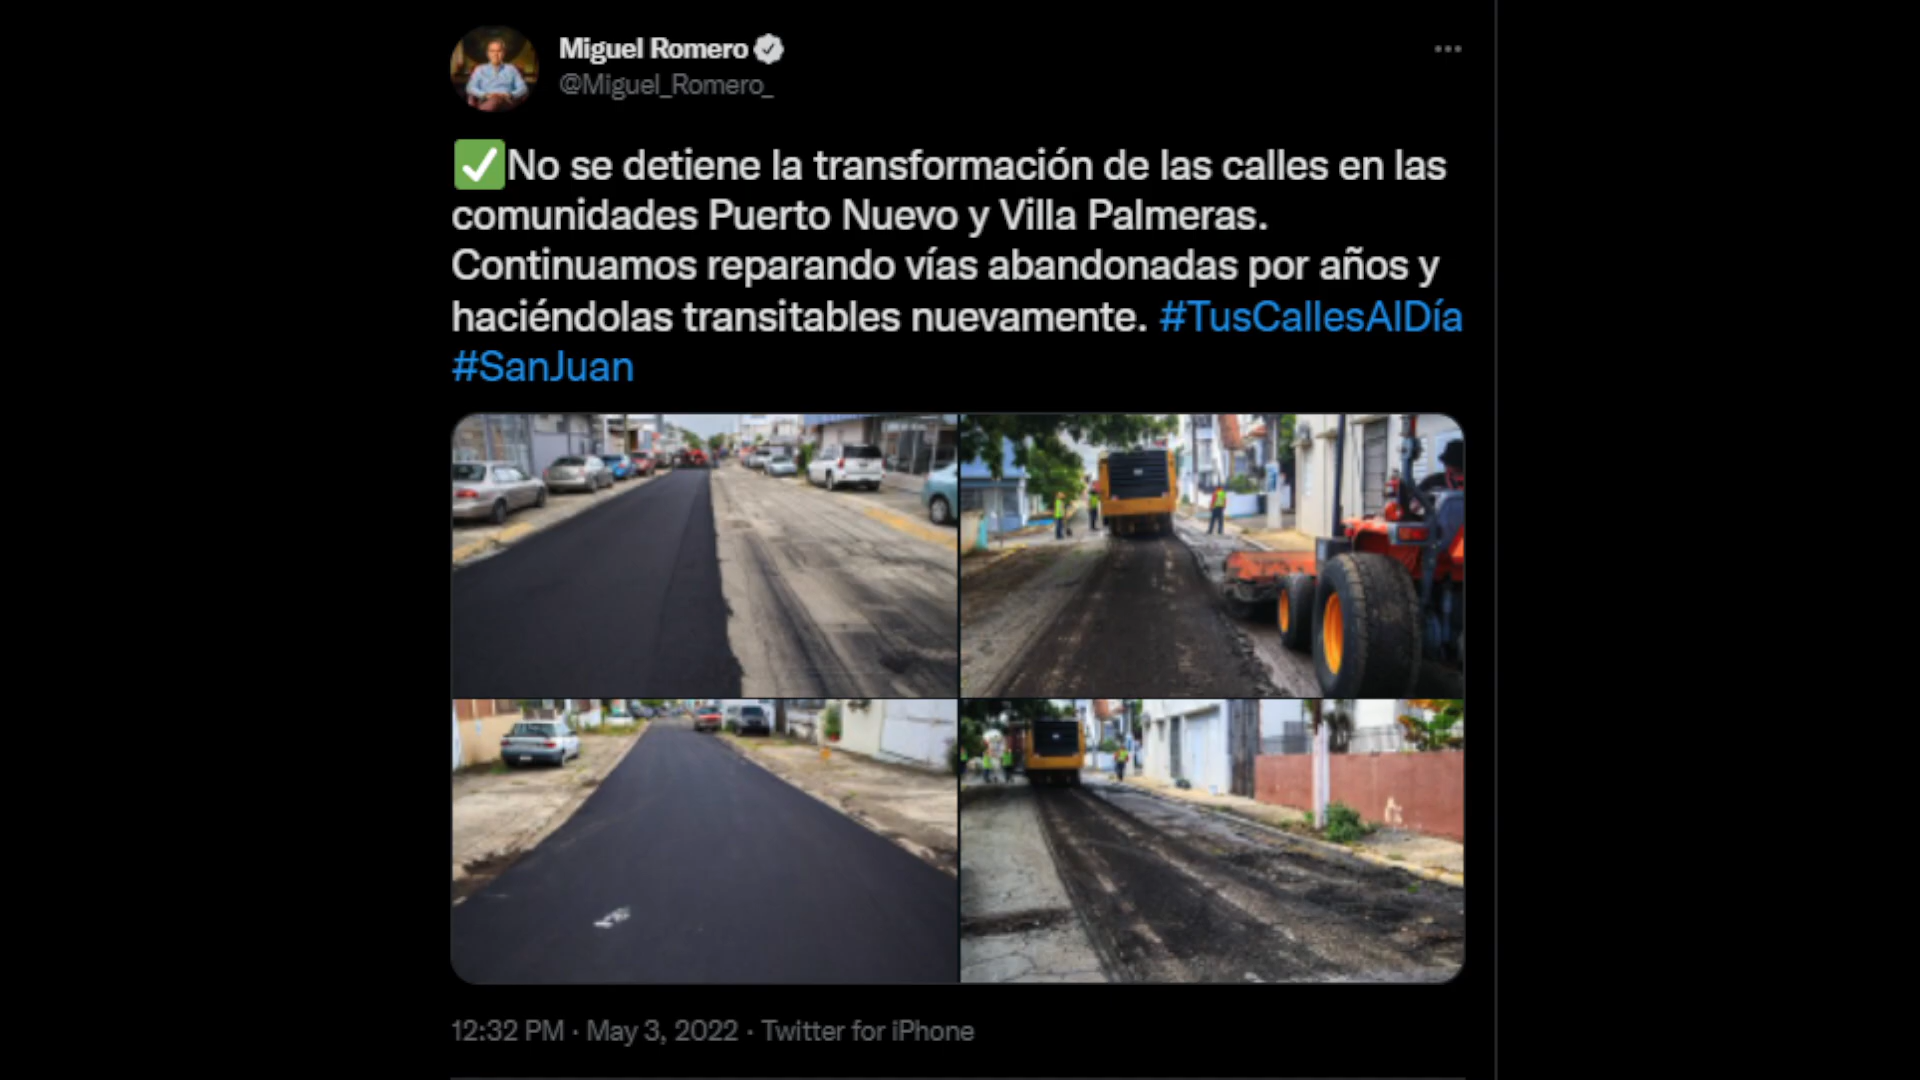 Miguel Romero
@Miguel_Romero_
✅No se detiene la transformación de las calles en las
comunidades Puerto Nuevo y Villa Palmeras.
Continuamos reparando vías abandonadas por años y
haciéndolas transitables nuevamente. #TusCallesAlDía
#SanJuan
12:32 PM · May 3, 2022 · Twitter for iPhone